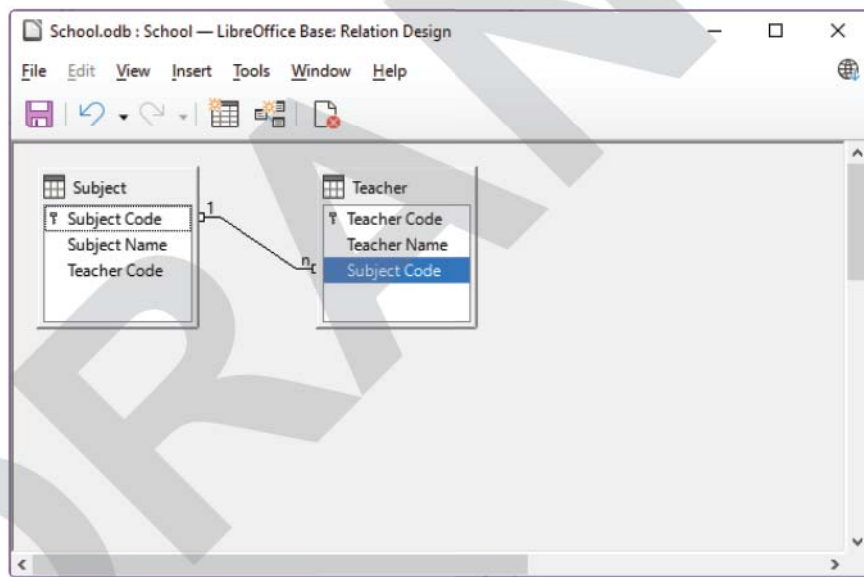 School.odb : School — LibreOffice Base: Relation Design
File Edit View Insert Tools Window Help
Subject
Subject Code
Subject Name
Teacher Code
1
n
Teacher
Teacher Code
Teacher Name
Subject Code